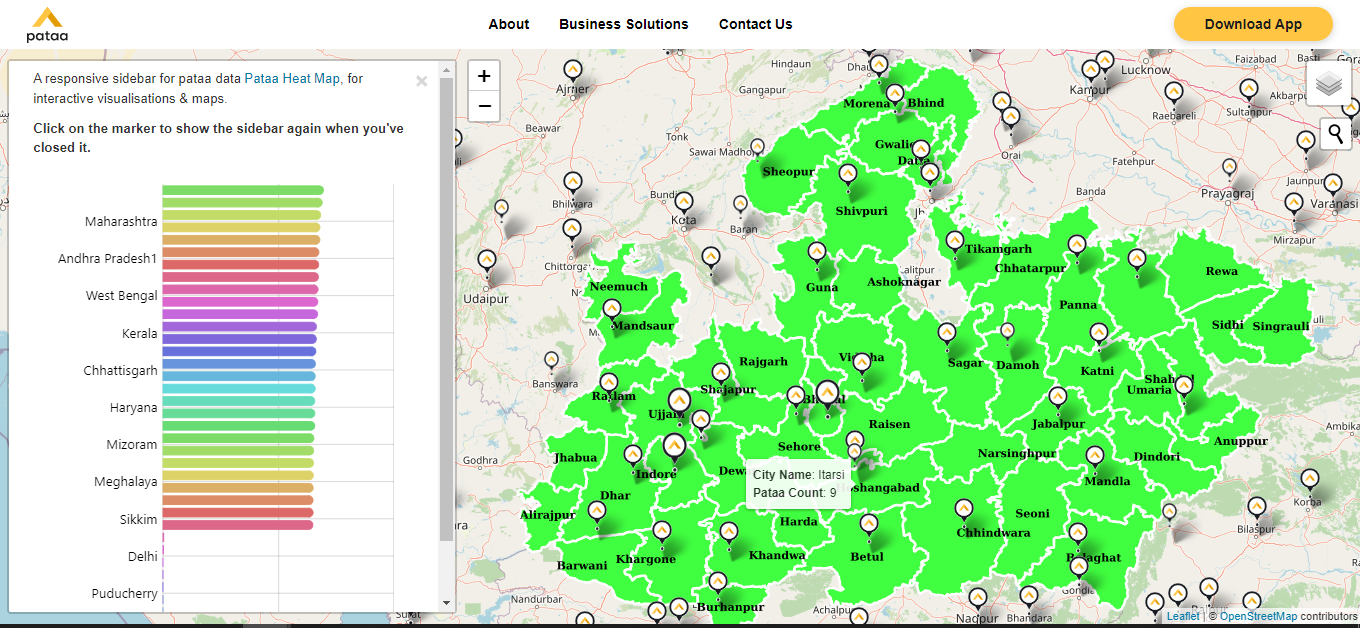 pataa
About
Business Solutions
Contact Us
Download App
A responsive sidebar for pataa data Pataa Heat Map, for
interactive visualisations & maps.
×
Click on the marker to show the sidebar again when you've
closed it.
Maharashtra
Andhra Pradesh1
West Bengal
Kerala
Chhattisgarh
Haryana
Mizoram
Meghalaya
Sikkim
Delhi
Puducherry
+
−
Hindaun
Lucknow
Faizabad
Ajmer
Gangapur
Kanpur
Akbarpur
Morena
Bhind
Raebareli
Sultanpur
Beawar
Tonk
Sawai Madhop
Gwalior
Datia
Orai
Fatehpur
Sheopur
Jaunpur
Bhilwara
Bundi
Banda
Prayagraj
Varanasi
Kota
Baran
Shivpuri
Mirzapur
Tikamgarh
Chittorga
Chhatarpur
Lalitpur
Rewa
Udaipur
Neemuch
Guna
Ashoknagar
Panna
Mandsaur
Sidhi
Singrauli
Rajgarh
Vidisha
Sagar
Damoh
Katni
Shahdol
Umaria
Banswara
Ratlam
Shajapur
Ujjain
Bhopal
Raisen
Jabalpur
Ambika
Anuppur
Sehore
Narsinghpur
Dindori
Godhra
Jhabua
Indore
Dewas
City Name: Itarsi
Pataa Count: 9
Hoshangabad
Mandla
Dhar
Korba
Alirajpur
Harda
Seoni
Bilaspur
Chhindwara
Khargone
Khandwa
Betul
Balaghat
Barwani
Gondia
Nandurbar
Burhanpur
Achalpur
Surat
Nagpur
Bhandara
Leaflet | © OpenStreetMap contributors